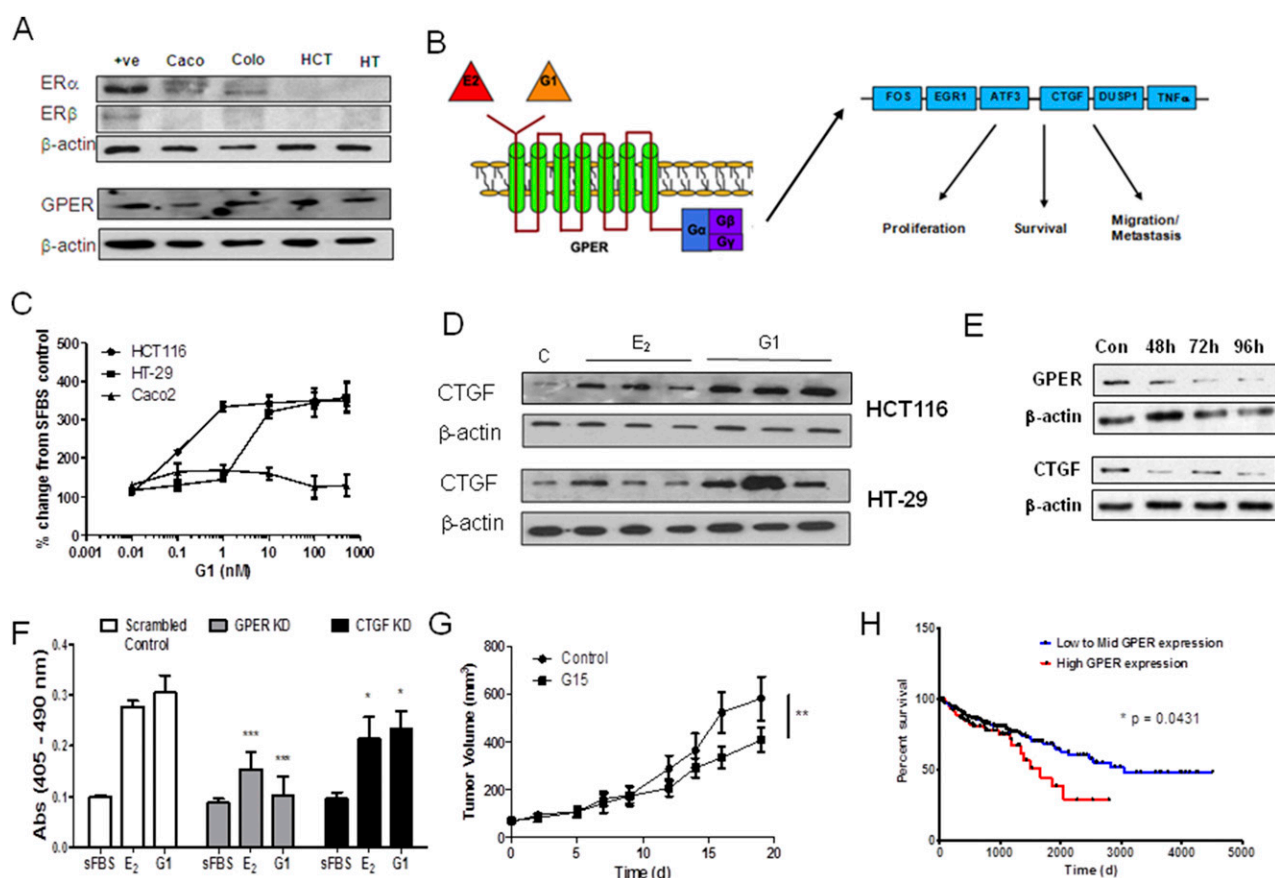 A
+ve Caco Colo HCT HT
ERα
ERβ
β-actin
GPER
β-actin
B
E2
G1
GPER
Gα
Gβ
Gγ
FOS EGR1 ATF3 CTGF DUSP1 TNFα
Proliferation
Survival
Migration/
Metastasis
C
% change from SFBS control
HCT116
HT-29
Caco2
400
300
200
100
0
0.001 0.01 0.1 1 10 100 1000
G1 (nM)
D
C E2 G1
CTGF
β-actin
HCT116
CTGF
β-actin
HT-29
E
Con 48h 72h 96h
GPER
β-actin
CTGF
β-actin
F
Scrambled
Control
GPER KD
CTGF KD
Abs (405 - 490 nm)
0.4
0.3
0.2
0.1
0.0
*** *** * *
sFBS E2 G1 sFBS E2 G1 sFBS E2 G1
G
Control
G15
Tumor Volume (mm3)
800
600
400
200
0
**
0 5 10 15 20
Time (d)
H
Low to Mid GPER expression
High GPER expression
* p = 0.0431
Percent survival
150
100
50
0
0 1000 2000 3000 4000 5000
Time (d)